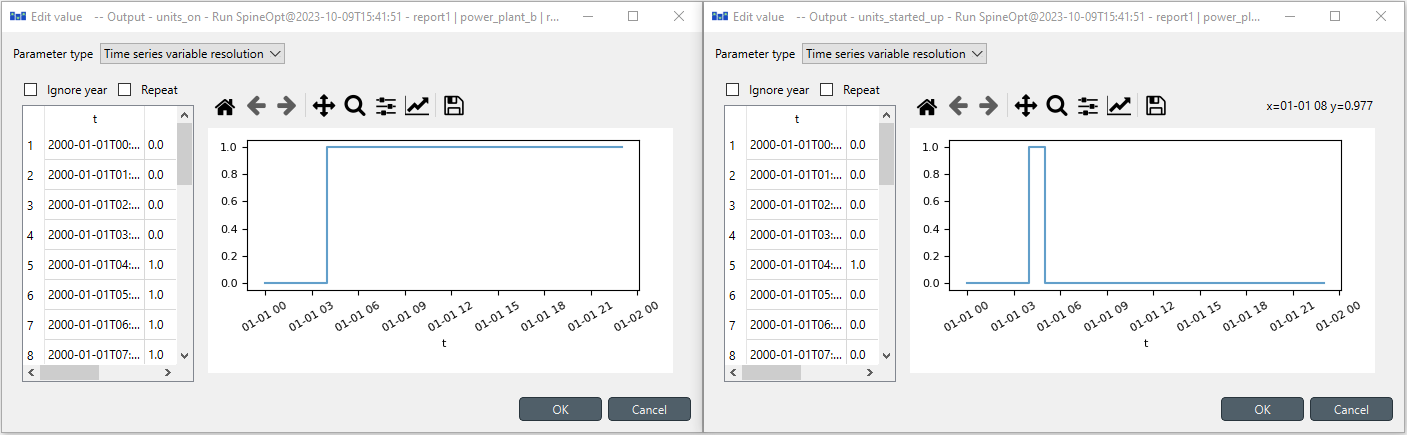 Edit value -- Output - units_on - Run SpineOpt@2023-10-09T15:41:51 - report1 | power_plant_b | r...
Parameter type Time series variable resolution
Ignore year Repeat
t
1 2000-01-01T00:... 0.0
2 2000-01-01T01:... 0.0
3 2000-01-01T02:... 0.0
4 2000-01-01T03:... 0.0
5 2000-01-01T04:... 1.0
6 2000-01-01T05:... 1.0
7 2000-01-01T06:... 1.0
8 2000-01-01T07:... 1.0
1.0
0.8
0.6
0.4
0.2
0.0
01-01 00 01-01 03 01-01 06 01-01 09 01-01 12 01-01 15 01-01 18 01-01 21 01-02 00
t
OK Cancel
Edit value -- Output - units_started_up - Run SpineOpt@2023-10-09T15:41:51 - report1 | power_pl...
Parameter type Time series variable resolution
Ignore year Repeat
x=01-01 08 y=0.977
t
1 2000-01-01T00:... 0.0
2 2000-01-01T01:... 0.0
3 2000-01-01T02:... 0.0
4 2000-01-01T03:... 0.0
5 2000-01-01T04:... 1.0
6 2000-01-01T05:... 0.0
7 2000-01-01T06:... 0.0
8 2000-01-01T07:... 0.0
1.0
0.8
0.6
0.4
0.2
0.0
01-01 00 01-01 03 01-01 06 01-01 09 01-01 12 01-01 15 01-01 18 01-01 21 01-02 00
t
OK Cancel